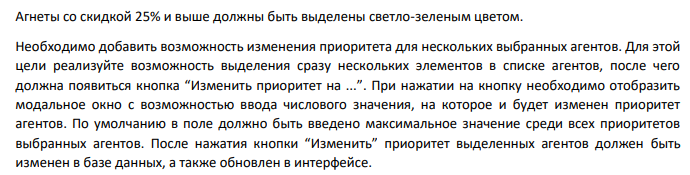 Агнеты со скидкой 25% и выше должны быть выделены светло-зеленым цветом.
Необходимо добавить возможность изменения приоритета для нескольких выбранных агентов. Для этой
цели реализуйте возможность выделения сразу нескольких элементов в списке агентов, после чего
должна появиться кнопка “Изменить приоритет на ...”. При нажатии на кнопку необходимо отобразить
модальное окно с возможностью ввода числового значения, на которое и будет изменен приоритет
агентов. По умолчанию в поле должно быть введено максимальное значение среди всех приоритетов
выбранных агентов. После нажатия кнопки “Изменить” приоритет выделенных агентов должен быть
изменен в базе данных, а также обновлен в интерфейсе.